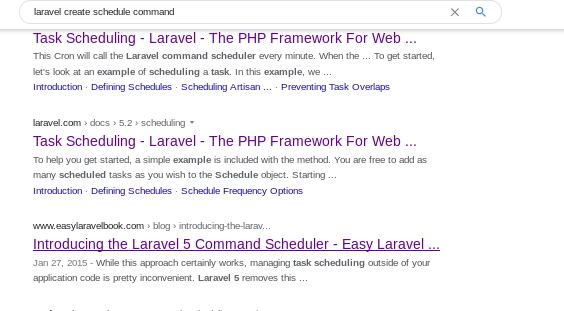 laravel create schedule command
Task Scheduling - Laravel - The PHP Framework For Web ...
This Cron will call the Laravel command scheduler every minute. When the ... To get started,
let's look at an example of scheduling a task. In this example, we ...
Introduction · Defining Schedules · Scheduling Artisan ... · Preventing Task Overlaps
laravel.com › docs › 5.2 › scheduling
Task Scheduling - Laravel - The PHP Framework For Web ...
To help you get started, a simple example is included with the method. You are free to add as
many scheduled tasks as you wish to the Schedule object. Starting ...
Introduction · Defining Schedules · Schedule Frequency Options
www.easylaravelbook.com › blog › introducing-the-larav...
Introducing the Laravel 5 Command Scheduler - Easy Laravel ...
Jan 27, 2015 - While this approach certainly works, managing task scheduling outside of your
application code is pretty inconvenient. Laravel 5 removes this ...